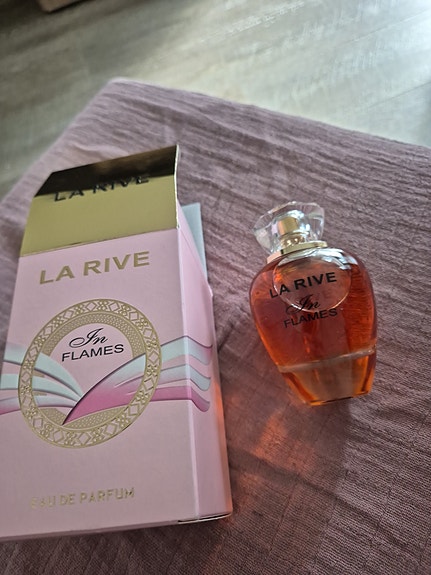 LA RIVE
LA RIVE
In
FLAMES
EAU DE PARFUM
LA RIVE
In
FLAMES